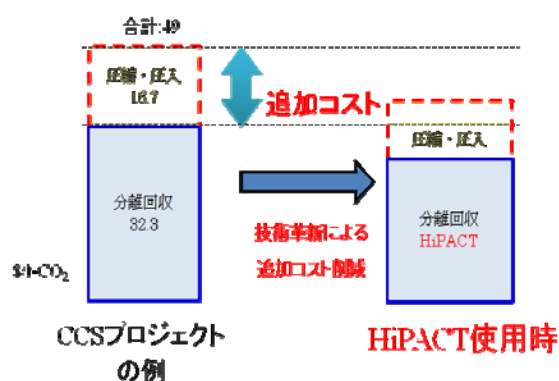 合計:49
圧縮・圧入
16.7
追加コスト
圧縮・圧入
分離回収
32.3
分離回収
HiPACT
技術革新による
追加コスト削減
$/t-CO₂
CCSプロジェクト
の例
HiPACT使用時